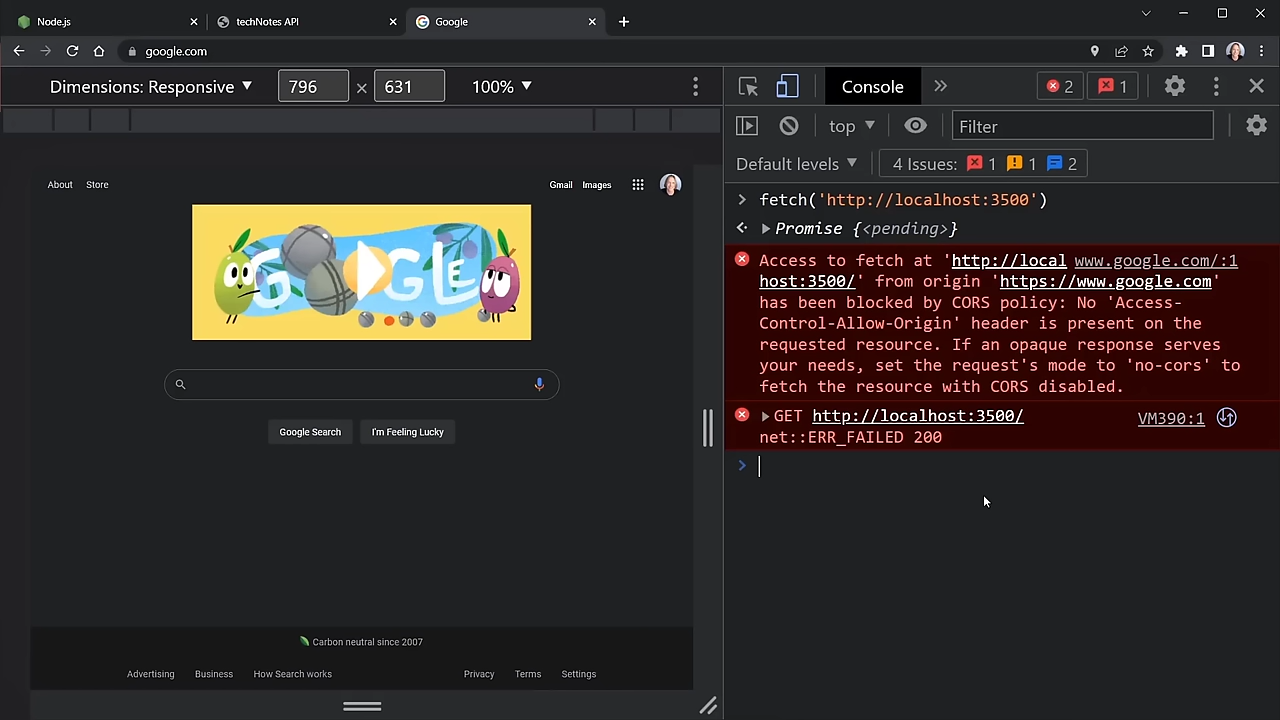 Node.js
technotes API
Google
google.com
Dimensions: Responsive
796 × 631
100%
Console
2
1
top
Filter
Default levels
4 Issues: 1 1 2
About
Store
Gmail
Images
GOOGLE
Google Search
I'm Feeling Lucky
Carbon neutral since 2007
Advertising
Business
How Search works
Privacy
Terms
Settings
fetch('http://localhost:3500')
Promise {<pending>}
Access to fetch at 'http://local www.google.com/:1
host:3500/' from origin 'https://www.google.com'
has been blocked by CORS policy: No 'Access-
Control-Allow-Origin' header is present on the
requested resource. If an opaque response serves
your needs, set the request's mode to 'no-cors' to
fetch the resource with CORS disabled.
GET http://localhost:3500/ VM390:1
net::ERR_FAILED 200